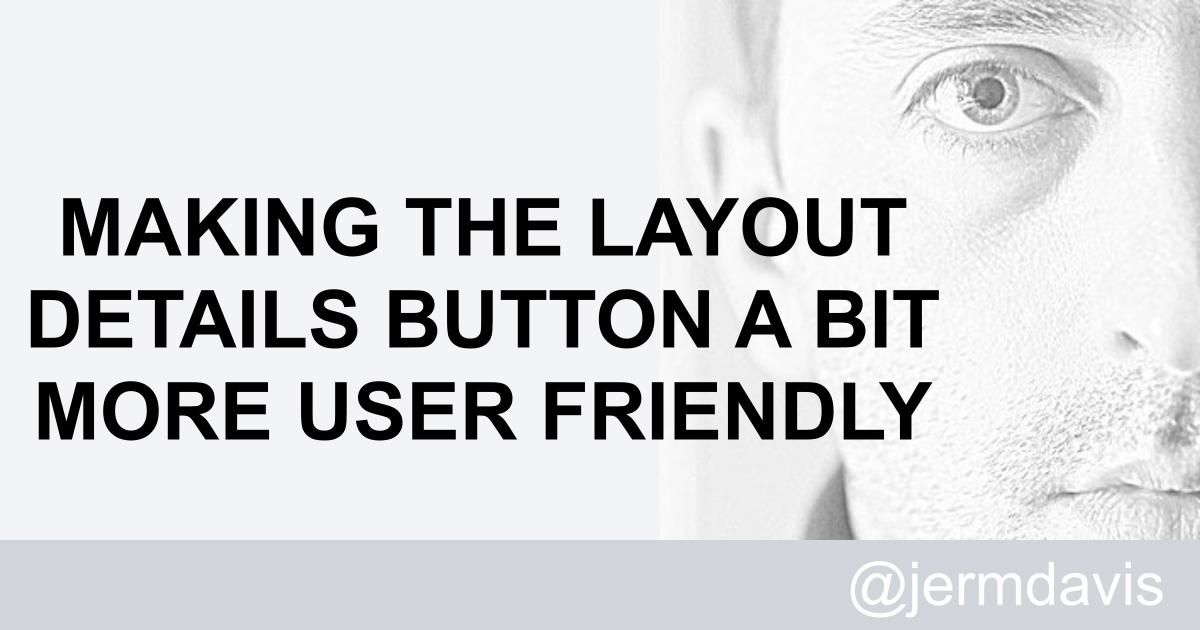 MAKING THE LAYOUT
DETAILS BUTTON A BIT
MORE USER FRIENDLY
@jermdavis